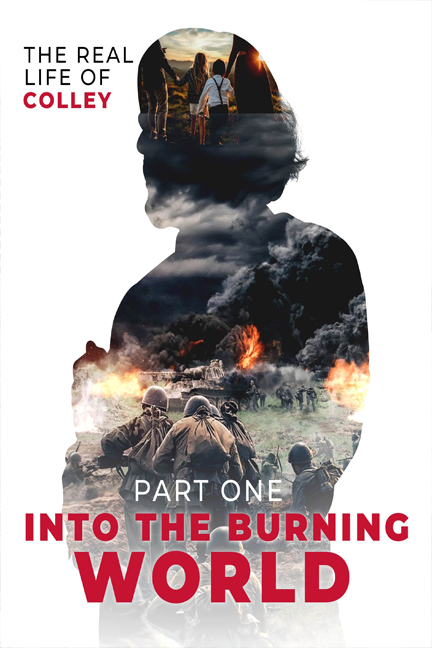 THE REAL
LIFE OF
COLLEY
PART ONE
INTO THE BURNING
WORLD